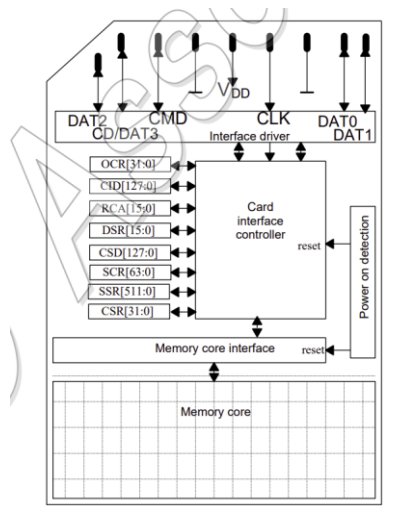 VDD
DAT2 CMD CLK DAT0
CD/DAT3 Interface driver DAT1
OCR[31:0]
CID[127:0]
RCA[15:0]
DSR[15:0]
CSD[127:0]
SCR[63:0]
SSR[511:0]
CSR[31:0]
Card
interface
controller
reset
Power on detection
Memory core interface reset
Memory core